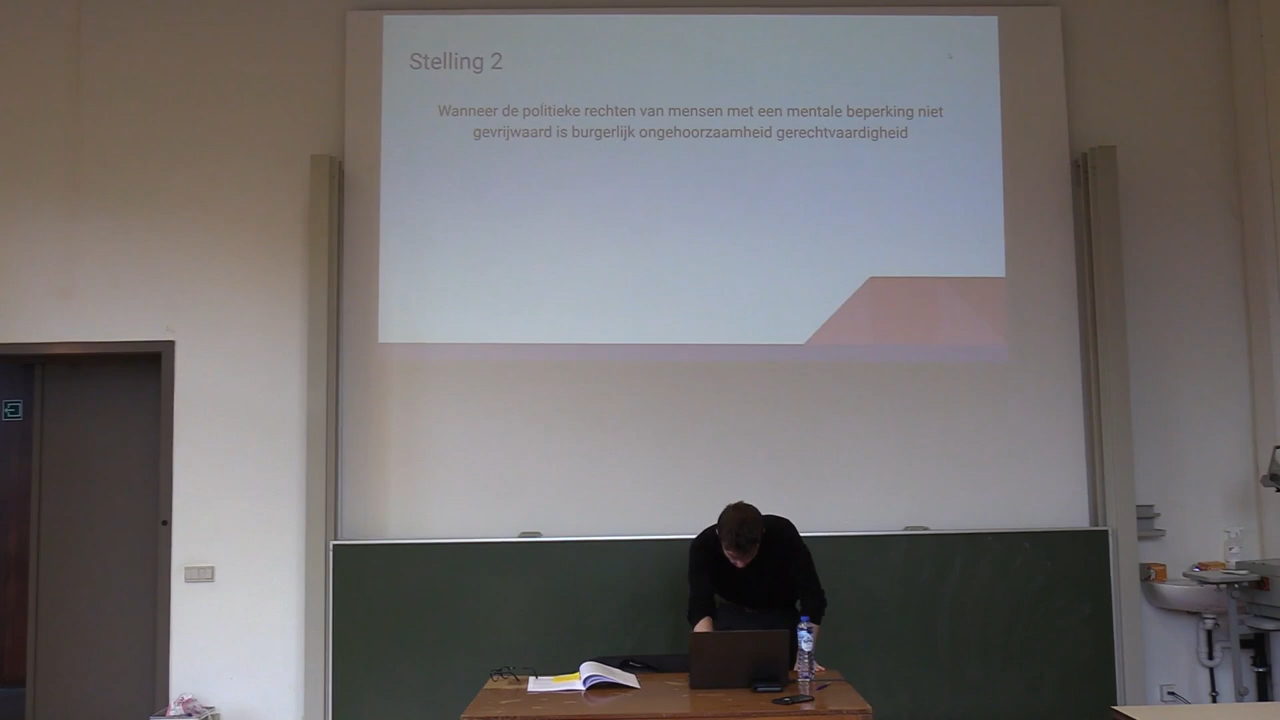 Stelling 2
Wanneer de politieke rechten van mensen met een mentale beperking niet
gevrijwaard is burgerlijk ongehoorzaamheid gerechtvaardigheid